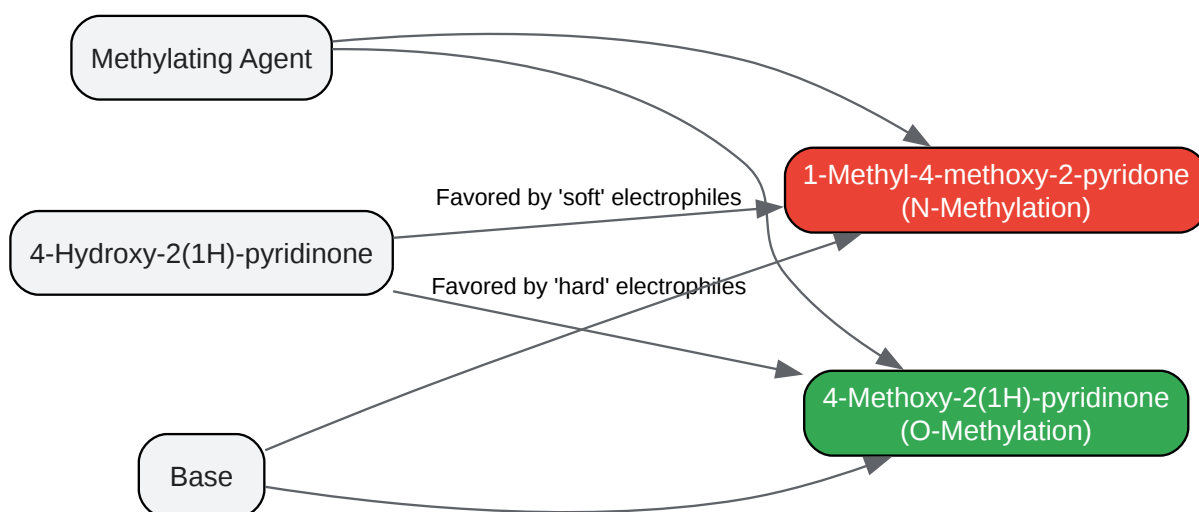 Methylating Agent
1-Methyl-4-methoxy-2-pyridone
(N-Methylation)
Favored by 'soft' electrophiles
4-Hydroxy-2(1H)-pyridinone
Favored by 'hard' electrophiles
4-Methoxy-2(1H)-pyridinone
(O-Methylation)
Base